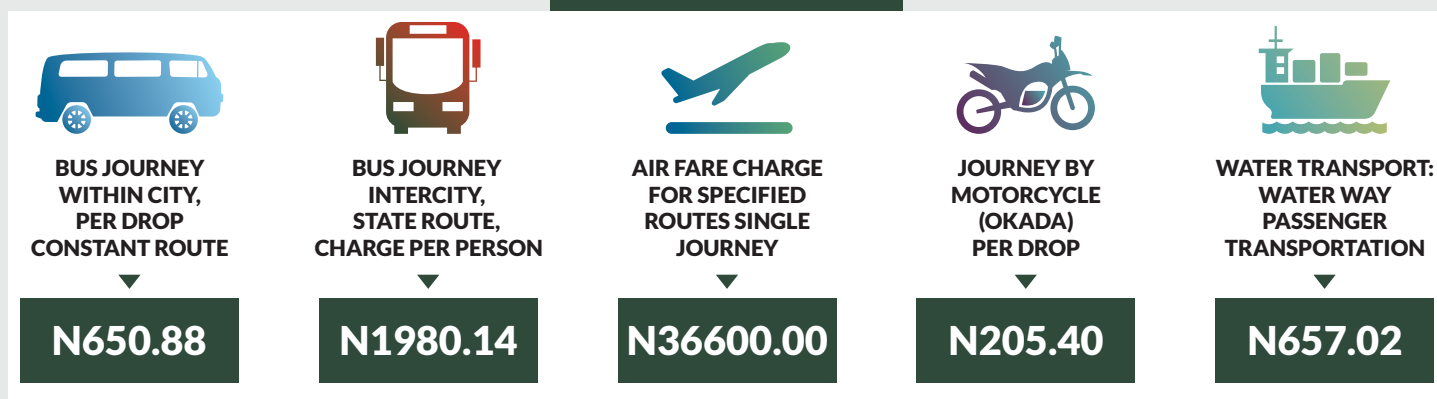 BUS JOURNEY
WITHIN CITY,
PER DROP
CONSTANT ROUTE
N650.88
BUS JOURNEY
INTERCITY,
STATE ROUTE,
CHARGE PER PERSON
N1980.14
AIR FARE CHARGE
FOR SPECIFIED
ROUTES SINGLE
JOURNEY
N36600.00
JOURNEY BY
MOTORCYCLE
(OKADA)
PER DROP
N205.40
WATER TRANSPORT:
WATER WAY
PASSENGER
TRANSPORTATION
N657.02